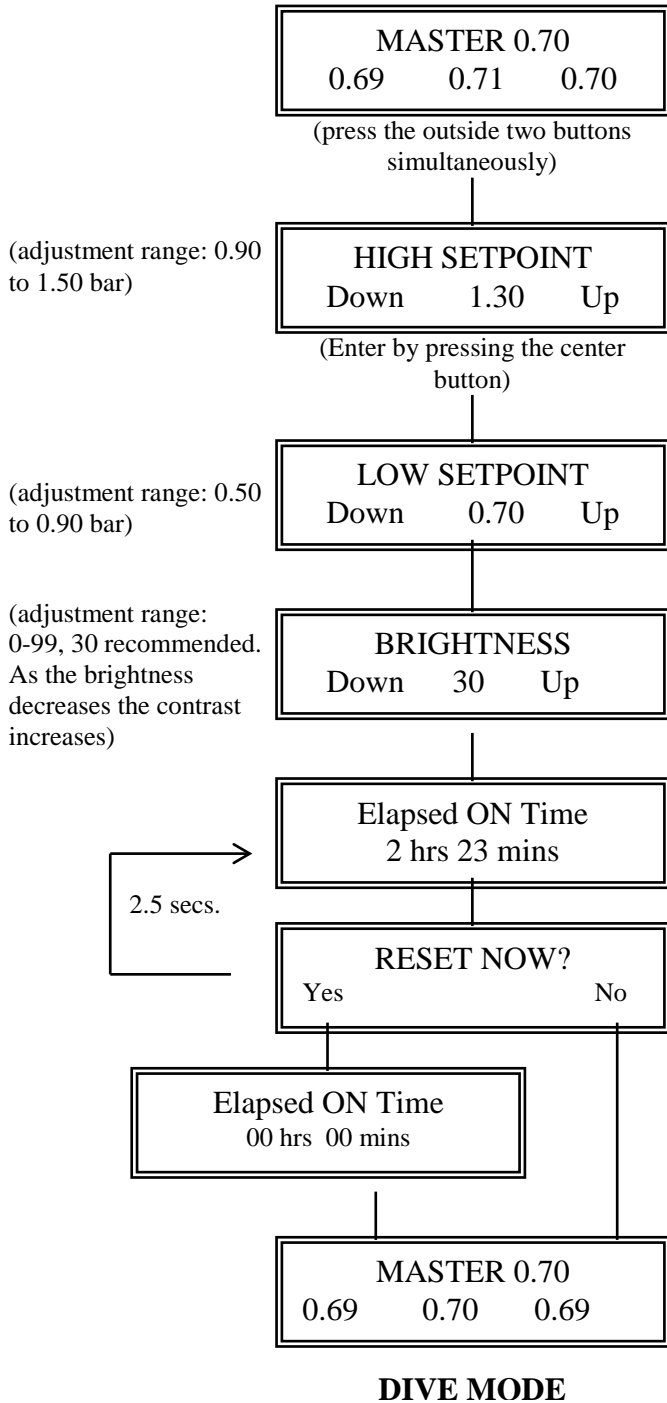 MASTER 0.70
0.69 0.71 0.70
(press the outside two buttons
simultaneously)
(adjustment range: 0.90
to 1.50 bar)
HIGH SETPOINT
Down 1.30 Up
(Enter by pressing the center
button)
(adjustment range: 0.50
to 0.90 bar)
LOW SETPOINT
Down 0.70 Up
(adjustment range:
0-99, 30 recommended.
As the brightness
decreases the contrast
increases)
BRIGHTNESS
Down 30 Up
Elapsed ON Time
2 hrs 23 mins
2.5 secs.
RESET NOW?
Yes No
Elapsed ON Time
00 hrs 00 mins
MASTER 0.70
0.69 0.70 0.69
DIVE MODE